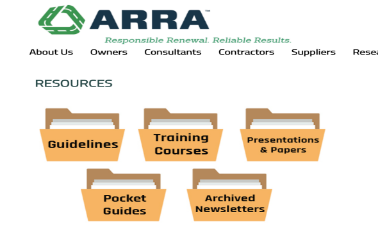 ARRA
Responsible Renewal. Reliable Results.
About Us Owners Consultants Contractors Suppliers Resea
RESOURCES
Guidelines
Training
Courses
Presentations
& Papers
Pocket
Guides
Archived
Newsletters